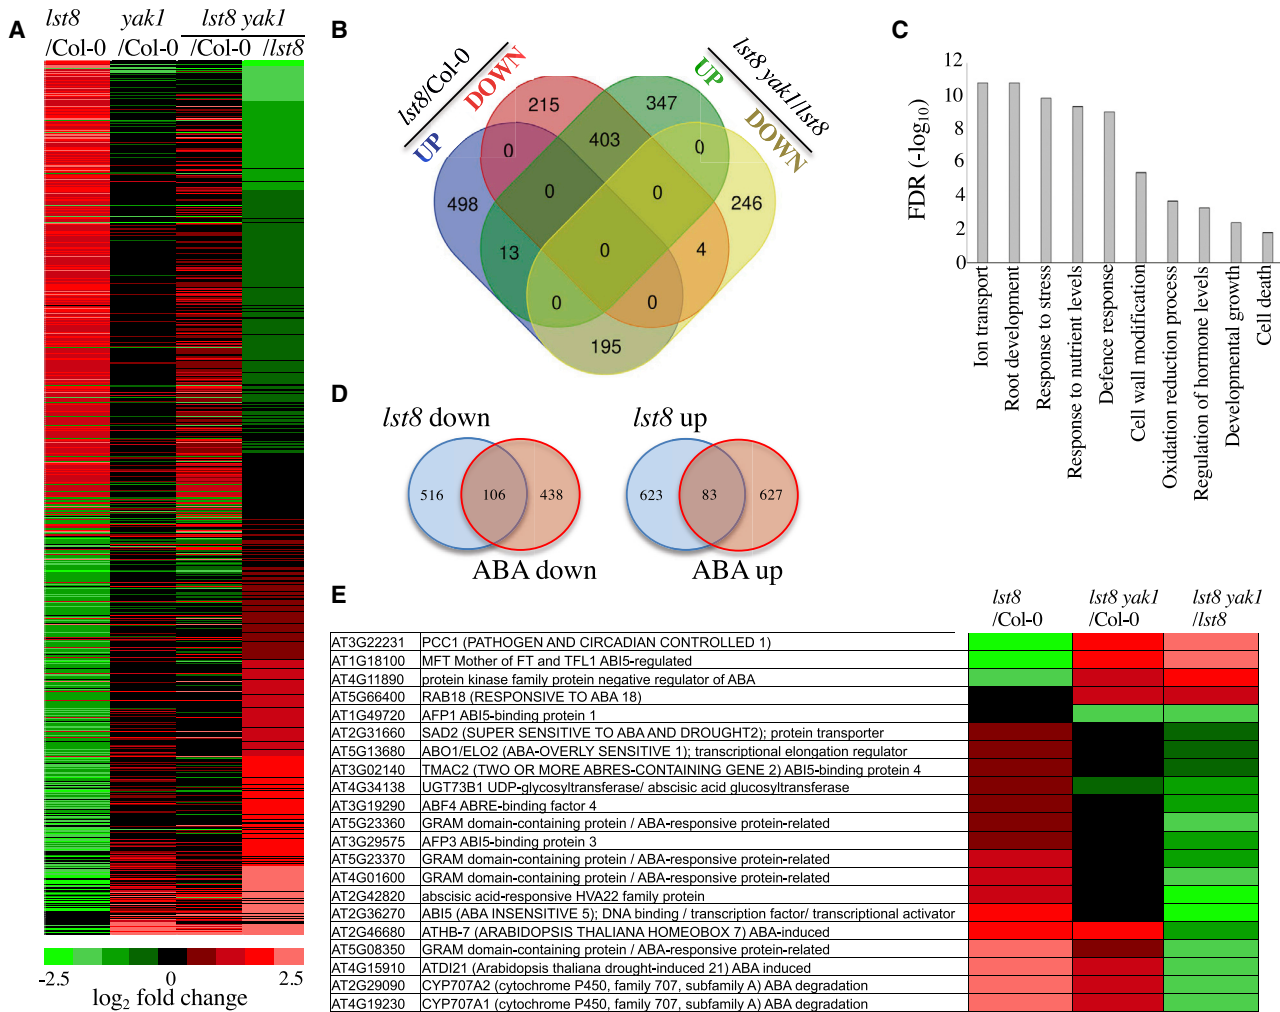 A
lst8 /Col-0
yak1 /Col-0
lst8 yak1
/Col-0 /lst8
-2.5 0 2.5
log2 fold change
B
lst8/Col-0
UP
DOWN
lst8 yak1/lst8
UP
DOWN
215
347
0
403
0
498
0
0
246
13
0
4
0
0
195
C
FDR (-log10)
12
10
8
6
4
2
0
Ion transport
Root development
Response to stress
Response to nutrient levels
Defence response
Cell wall modification
Oxidation reduction process
Regulation of hormone levels
Developmental growth
Cell death
D
lst8 down
516 106 438
ABA down
lst8 up
623 83 627
ABA up
E
lst8 /Col-0
lst8 yak1 /Col-0
lst8 yak1 /lst8
AT3G22231 PCC1 (PATHOGEN AND CIRCADIAN CONTROLLED 1)
AT1G18100 MFT Mother of FT and TFL1 ABI5-regulated
AT4G11890 protein kinase family protein negative regulator of ABA
AT5G66400 RAB18 (RESPONSIVE TO ABA 18)
AT1G49720 AFP1 ABI5-binding protein 1
AT2G31660 SAD2 (SUPER SENSITIVE TO ABA AND DROUGHT2); protein transporter
AT5G13680 ABO1/ELO2 (ABA-OVERLY SENSITIVE 1); transcriptional elongation regulator
AT3G02140 TMAC2 (TWO OR MORE ABRES-CONTAINING GENE 2) ABI5-binding protein 4
AT4G34138 UGT73B1 UDP-glycosyltransferase/ abscisic acid glucosyltransferase
AT3G19290 ABF4 ABRE-binding factor 4
AT5G23360 GRAM domain-containing protein / ABA-responsive protein-related
AT3G29575 AFP3 ABI5-binding protein 3
AT5G23370 GRAM domain-containing protein / ABA-responsive protein-related
AT4G01600 GRAM domain-containing protein / ABA-responsive protein-related
AT2G42820 abscisic acid-responsive HVA22 family protein
AT2G36270 ABI5 (ABA INSENSITIVE 5); DNA binding / transcription factor/ transcriptional activator
AT2G46680 ATHB-7 (ARABIDOPSIS THALIANA HOMEOBOX 7) ABA-induced
AT5G08350 GRAM domain-containing protein / ABA-responsive protein-related
AT4G15910 ATDI21 (Arabidopsis thaliana drought-induced 21) ABA induced
AT2G29090 CYP707A2 (cytochrome P450, family 707, subfamily A) ABA degradation
AT4G19230 CYP707A1 (cytochrome P450, family 707, subfamily A) ABA degradation